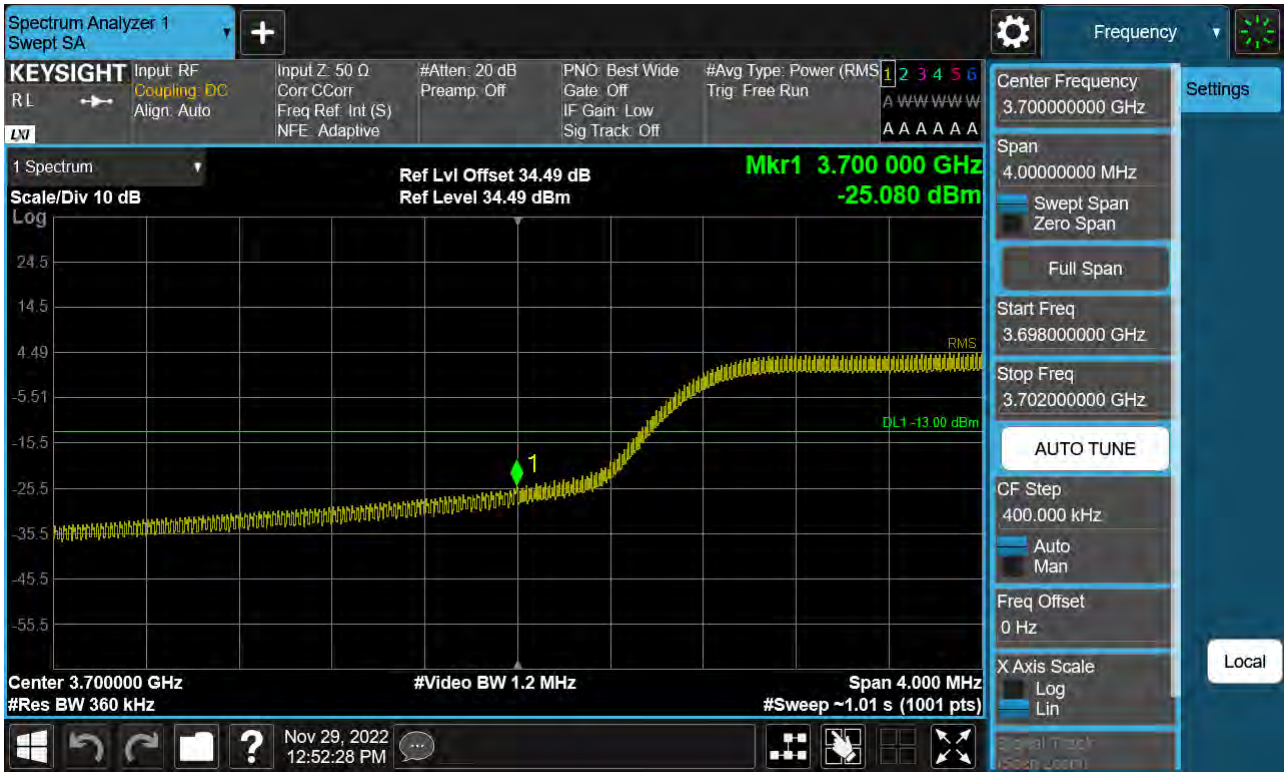 Spectrum Analyzer 1
Swept SA
Frequency
KEYSIGHT
RL
LXI
Input: RF
Coupling: DC
Align: Auto
Input Z: 50 Ω
Corr CCorr
Freq Ref: Int (S)
NFE: Adaptive
#Atten: 20 dB
Preamp: Off
PNO: Best Wide
Gate: Off
IF Gain: Low
Sig Track: Off
#Avg Type: Power (RMS
Trig: Free Run
1 2 3 4 5 6
A W W W W W
A A A A A A
1 Spectrum
Scale/Div 10 dB
Log
Ref Lvl Offset 34.49 dB
Ref Level 34.49 dBm
Mkr1 3.700 000 GHz
-25.080 dBm
24.5
14.5
4.49
-5.51
-15.5
-25.5
-35.5
-45.5
-55.5
RMS
DL1 -13.00 dBm
1
Center 3.700000 GHz
#Res BW 360 kHz
#Video BW 1.2 MHz
Span 4.000 MHz
#Sweep ~1.01 s (1001 pts)
Center Frequency
3.700000000 GHz
Span
4.00000000 MHz
Swept Span
Zero Span
Full Span
Start Freq
3.698000000 GHz
Stop Freq
3.702000000 GHz
AUTO TUNE
CF Step
400.000 kHz
Auto
Man
Freq Offset
0 Hz
X Axis Scale
Log
Lin
Signal Track
(Span Zoom)
Settings
Local
?
Nov 29, 2022
12:52:28 PM